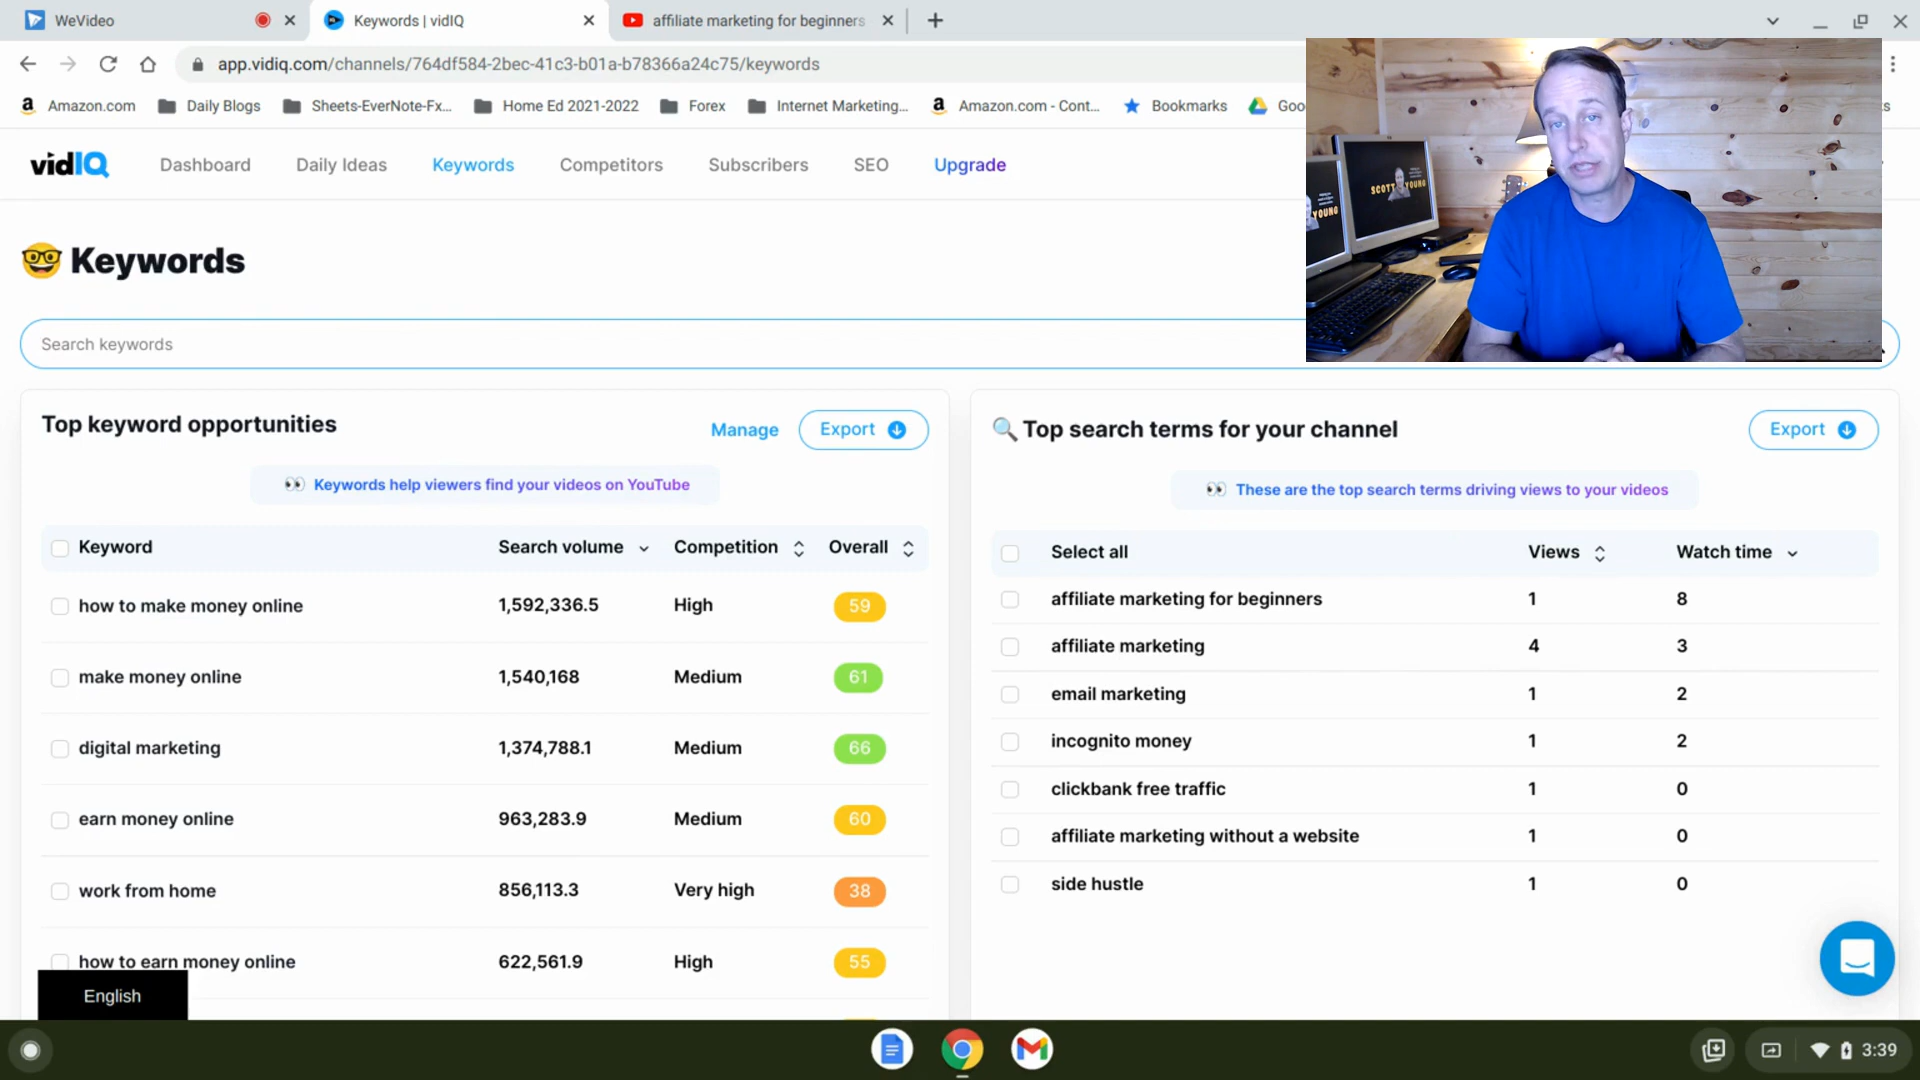 WeVideo
Keywords | vidIQ
affiliate marketing for beginners
app.vidiq.com/channels/764df584-2bec-41c3-b01a-b78366a24c75/keywords
Amazon.com
Daily Blogs
Sheets-EverNote-Fx...
Home Ed 2021-2022
Forex
Internet Marketing...
Amazon.com - Cont...
Bookmarks
Goo
vidIQ
Dashboard
Daily Ideas
Keywords
Competitors
Subscribers
SEO
Upgrade
SCOTT YOUNG
YOUNG
Keywords
Search keywords
Top keyword opportunities
Manage
Export
Keywords help viewers find your videos on YouTube
Keyword Search volume Competition Overall
how to make money online 1,592,336.5 High 59
make money online 1,540,168 Medium 61
digital marketing 1,374,788.1 Medium 66
earn money online 963,283.9 Medium 60
work from home 856,113.3 Very high 38
how to earn money online 622,561.9 High 55
Top search terms for your channel
Export
These are the top search terms driving views to your videos
Select all Views Watch time
affiliate marketing for beginners 1 8
affiliate marketing 4 3
email marketing 1 2
incognito money 1 2
clickbank free traffic 1 0
affiliate marketing without a website 1 0
side hustle 1 0
English
3:39